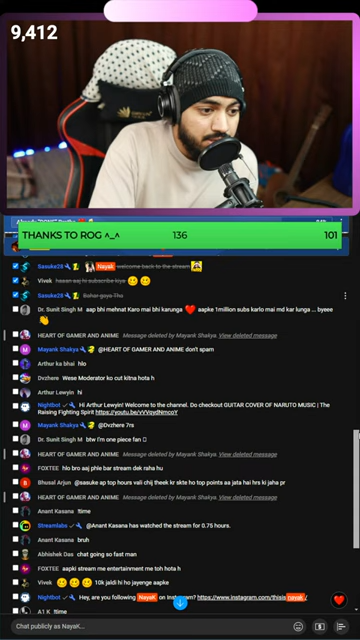 9,412
THANKS TO ROG ^_^ 136 101
Sasuke28 Nayak welcome back to the stream
Vivek hasan aaj hi subscribe kiya
Sasuke28 Bahar gaya Tha
Dr. Sunit Singh M aap bhi mehnat Karo mai bhi karunga ❤️ aapke 1million subs karlo mai md kar lunga ... byeee
👋
HEART OF GAMER AND ANIME Message deleted by Mayank Shakya. View deleted message
Mayank Shakya @HEART OF GAMER AND ANIME don't spam
Arthur ka bhai hlo
Dvzhere Wese Moderator ko out kitna hota h
Arthur Lewyin hi
Nightbot Hi Arthur Lewyin! Welcome to the channel. Do checkout GUITAR COVER OF NARUTO MUSIC | The
Raising Fighting Spirit
Mayank Shakya @Dvzhere 7rs
Dr. Sunit Singh M btw i'm one piece fan
HEART OF GAMER AND ANIME Message deleted by Mayank Shakya. View deleted message
FOXTEE hlo bro aaj phle bar stream dek raha hu
Bhusal Arjun @sasuke ap top hours vali chij theek kr skte ho top points aa jata hai hrs ki jaha pr
HEART OF GAMER AND ANIME Message deleted by Mayank Shakya. View deleted message
Anant Kasana !time
Streamlabs @Anant Kasana has watched the stream for 0.75 hours.
Anant Kasana bruh
Abhishek Das chat going so fast man
FOXTEE aapki stream me entertainment me toh hota h
Vivek 😊😊😊 10k jaldi hi ho jayenge aapke
Nightbot Hey, are you following Nayak on Instagram? https://www.instagram.com/thisisnayak_/
A1 K !time
Chat publicly as NayaK...